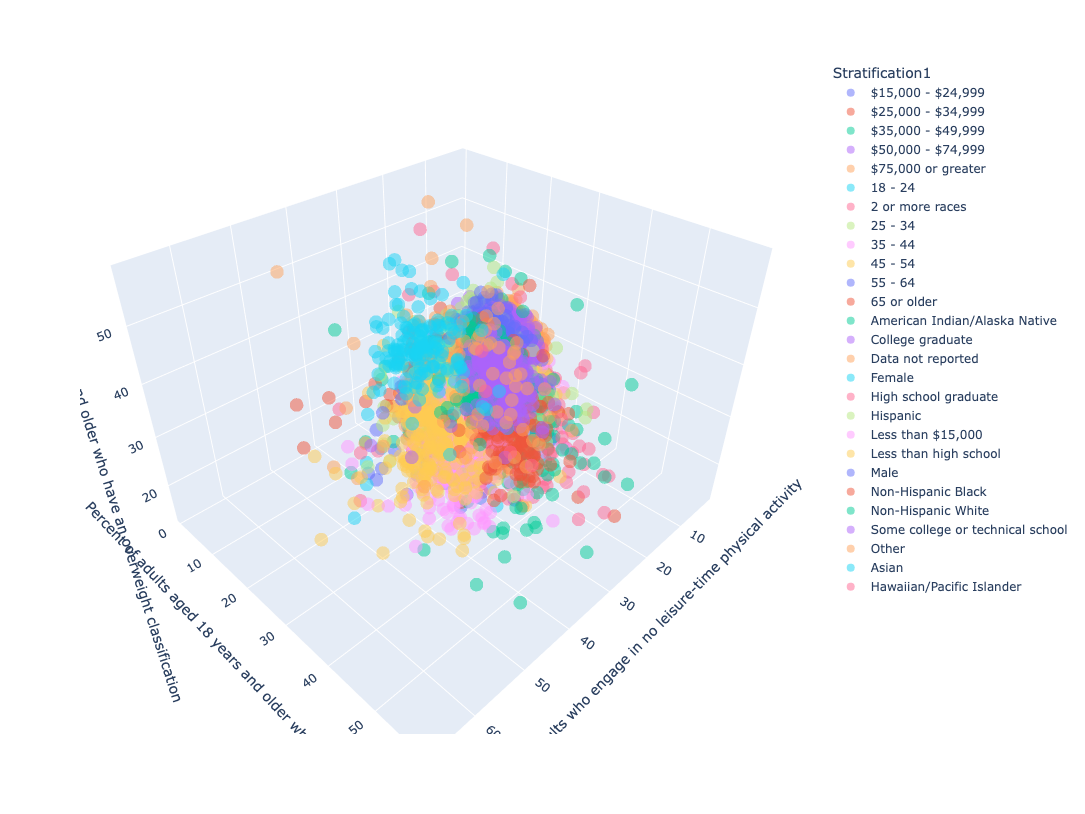 Stratification1
$15,000 - $24,999
$25,000 - $34,999
$35,000 - $49,999
$50,000 - $74,999
$75,000 or greater
18 - 24
2 or more races
25 - 34
35 - 44
45 - 54
55 - 64
65 or older
American Indian/Alaska Native
College graduate
Data not reported
Female
High school graduate
Hispanic
Less than $15,000
Less than high school
Male
Non-Hispanic Black
Non-Hispanic White
Some college or technical school
Other
Asian
Hawaiian/Pacific Islander
50
40
30
20
older who have an
overweight classification
0
10
20
30
40
50
Percent of adults aged 18 years and older
10
20
30
40
50
who engage in no leisure-time physical activity